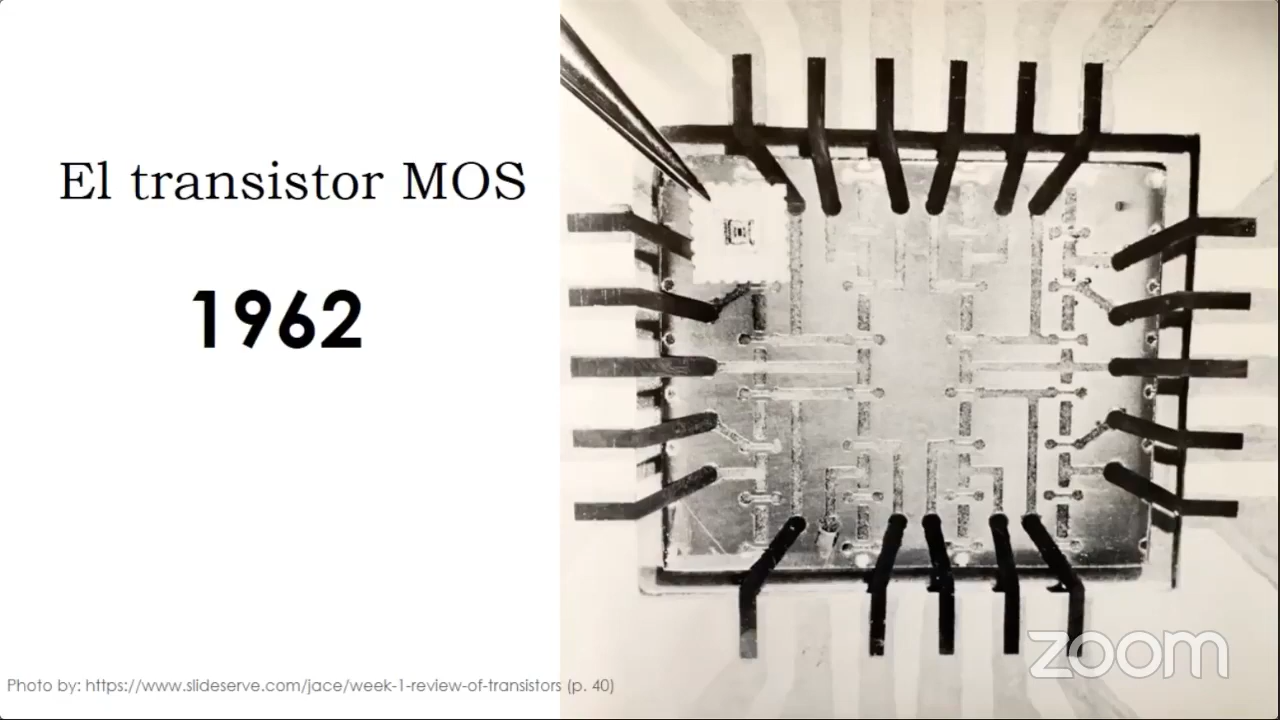 El transistor MOS
1962
Photo by: https://www.slideserve.com/jace/week-1-review-of-transistors (p. 40)
zoom